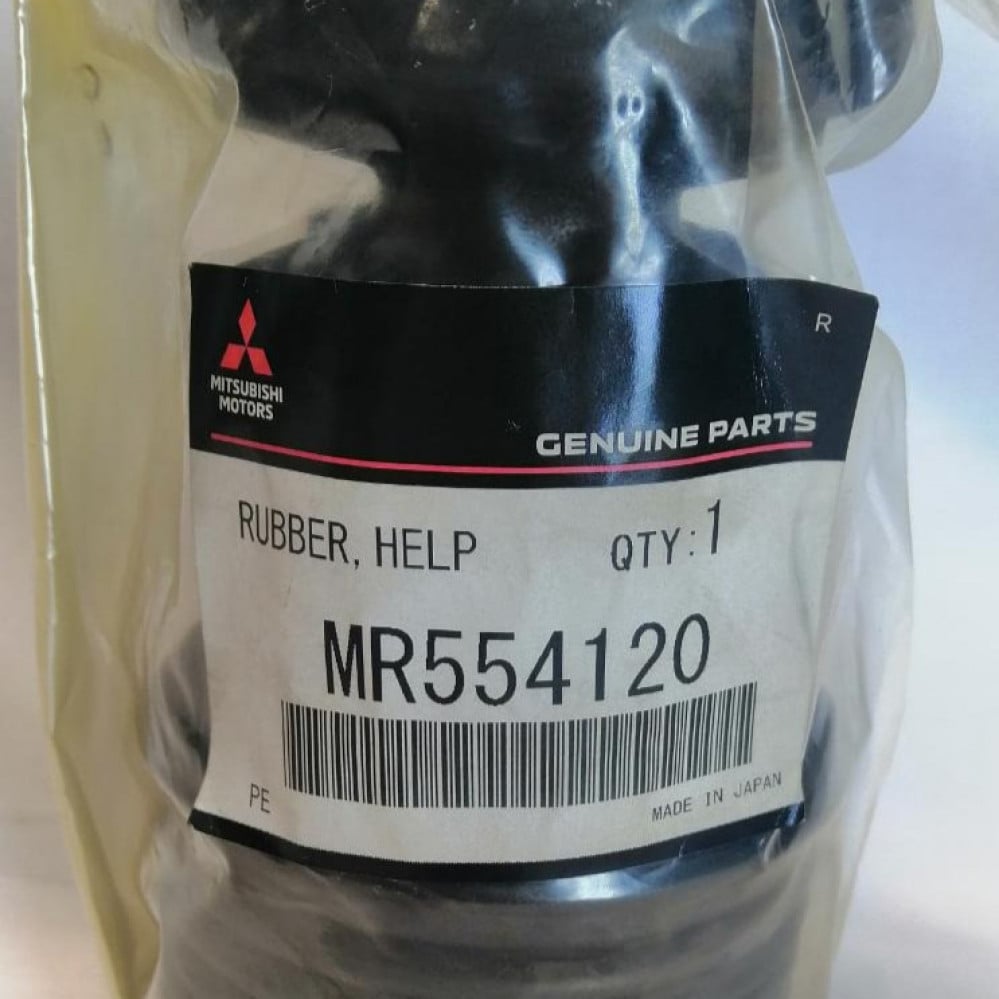 R
MITSUBISHI
MOTORS
GENUINE PARTS
RUBBER, HELP QTY:1
MR554120
PE MADE IN JAPAN